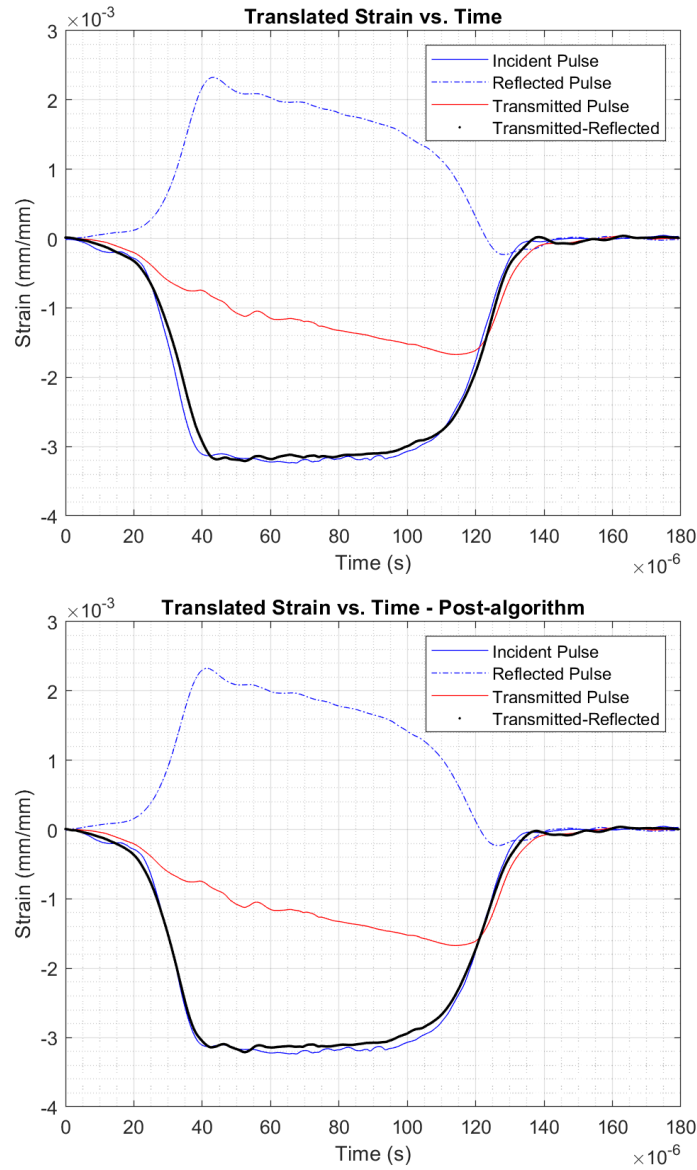 Translated Strain vs. Time
×10⁻³
3
2
1
0
-1
-2
-3
-4
Strain (mm/mm)
Incident Pulse
Reflected Pulse
Transmitted Pulse
Transmitted-Reflected
0 20 40 60 80 100 120 140 160 180
Time (s)
×10⁻⁶
Translated Strain vs. Time - Post-algorithm
×10⁻³
3
2
1
0
-1
-2
-3
-4
Strain (mm/mm)
Incident Pulse
Reflected Pulse
Transmitted Pulse
Transmitted-Reflected
0 20 40 60 80 100 120 140 160 180
Time (s)
×10⁻⁶